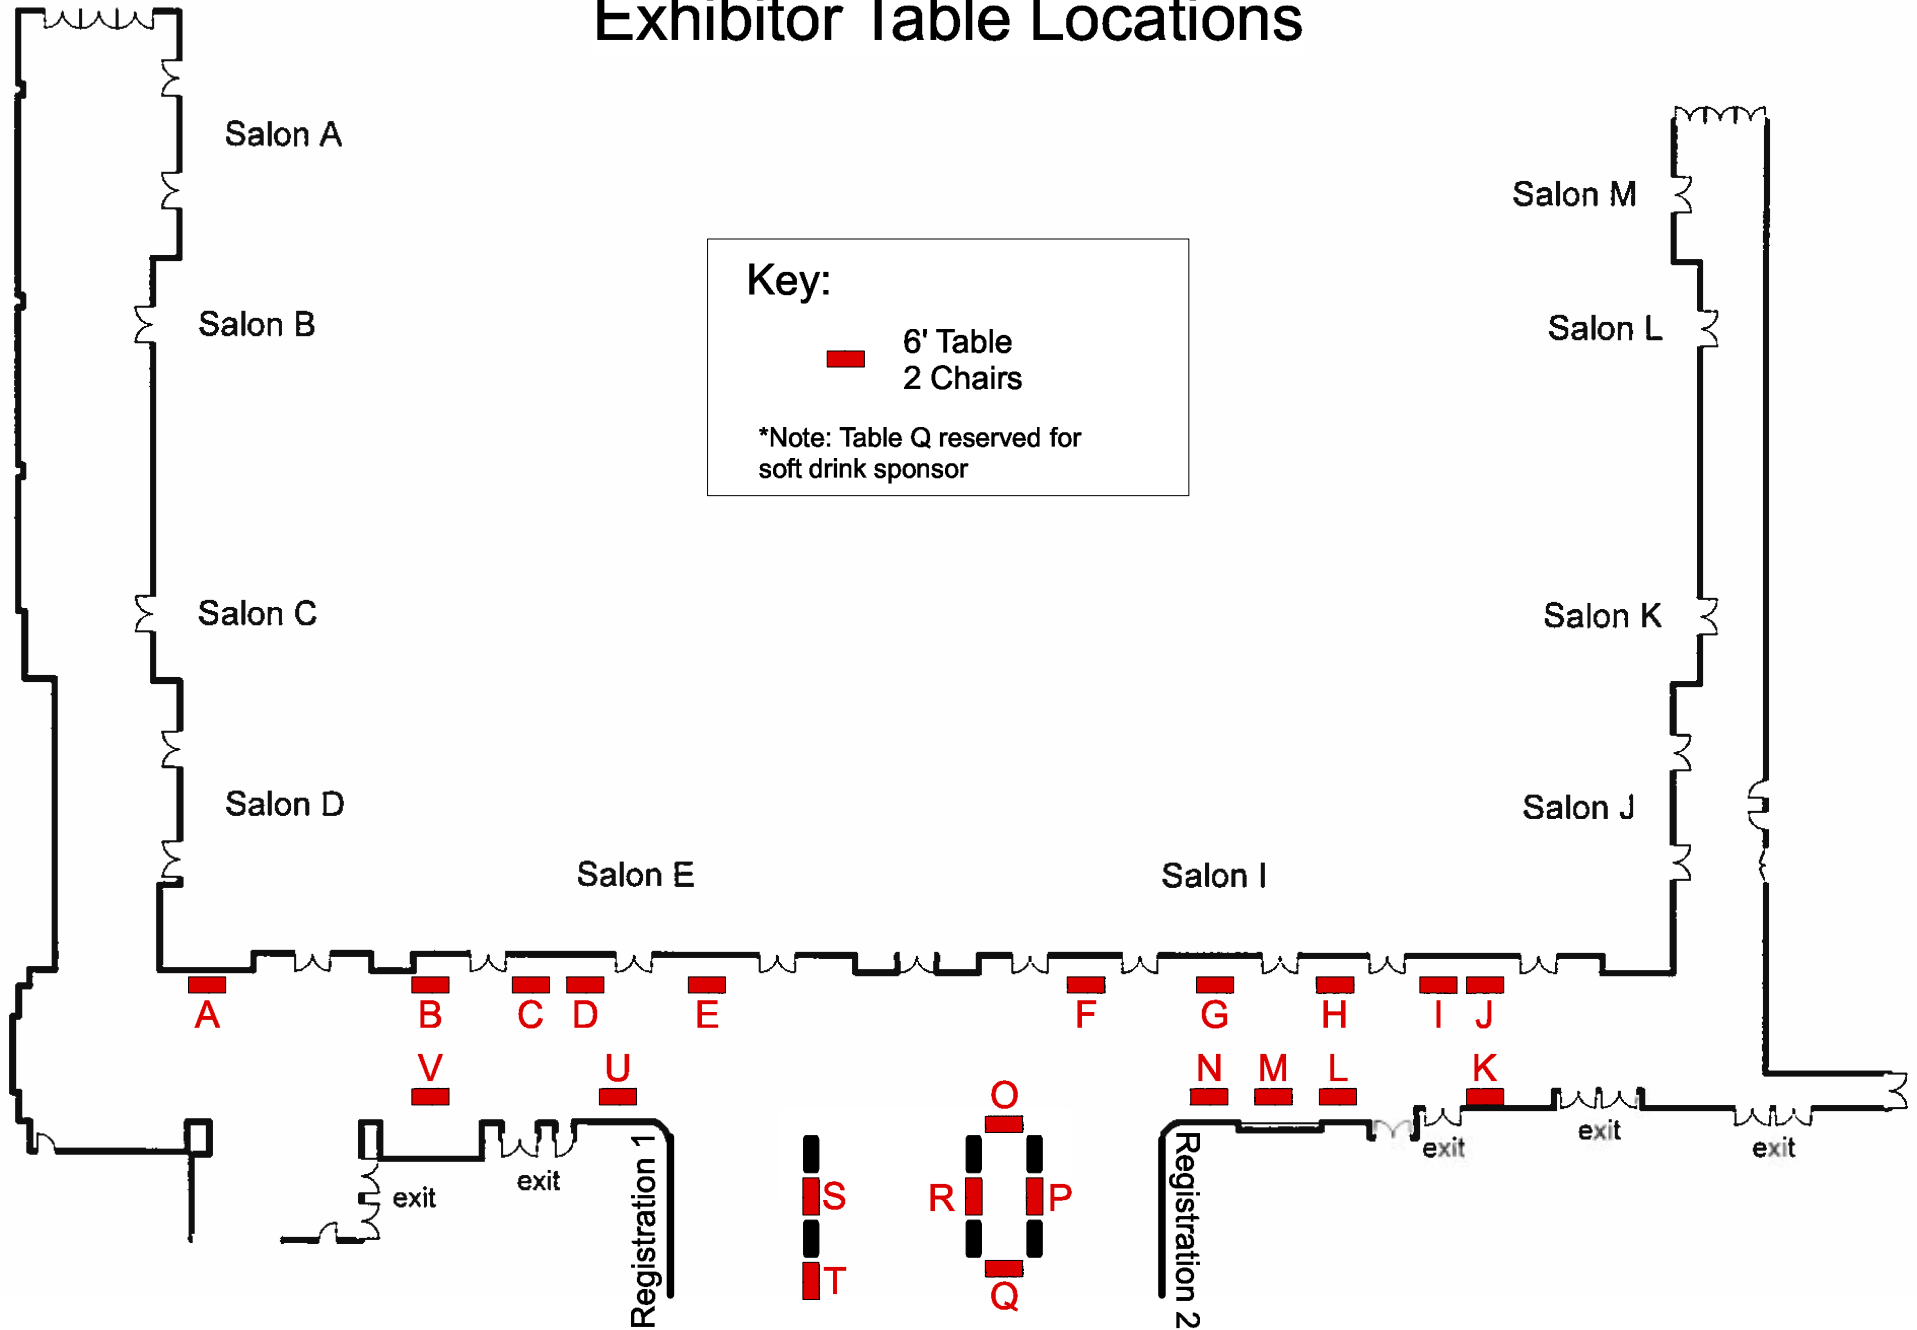 Exhibitor Table Locations
Salon A
Salon M
Key:
Salon B
6' Table
Salon L
2 Chairs
*Note: Table Q reserved for
soft drink sponsor
Salon C
Salon K
Salon D
Salon J
Salon E
Salon I
A
B
C
D
E
F
G
H
I
J
V
U
N
M
L
K
O
exit
exit
exit
exit
exit
Registration 1
S
R
P
Registration 2
T
Q